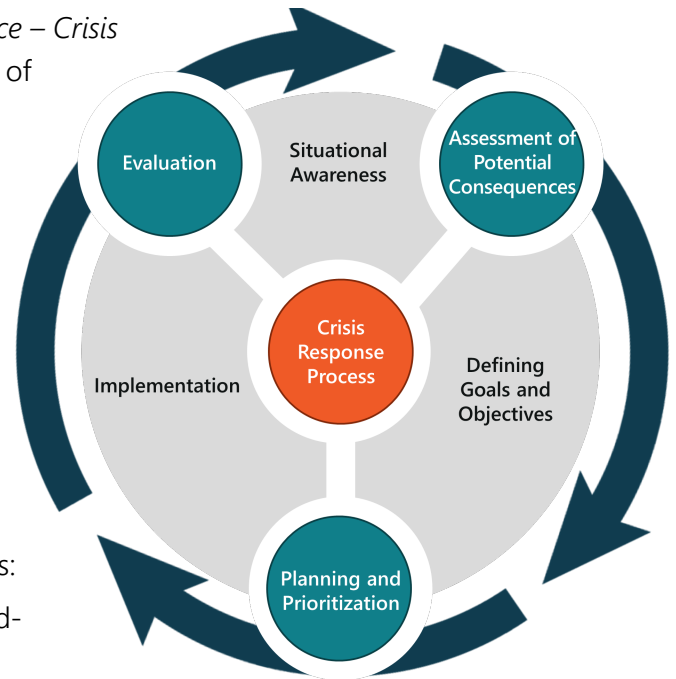 ce – Crisis
of
Evaluation
Situational
Awareness
Assessment of
Potential
Consequences
Crisis
Response
Process
Implementation
Defining
Goals and
Objectives
s:
Planning and
Prioritization
d-